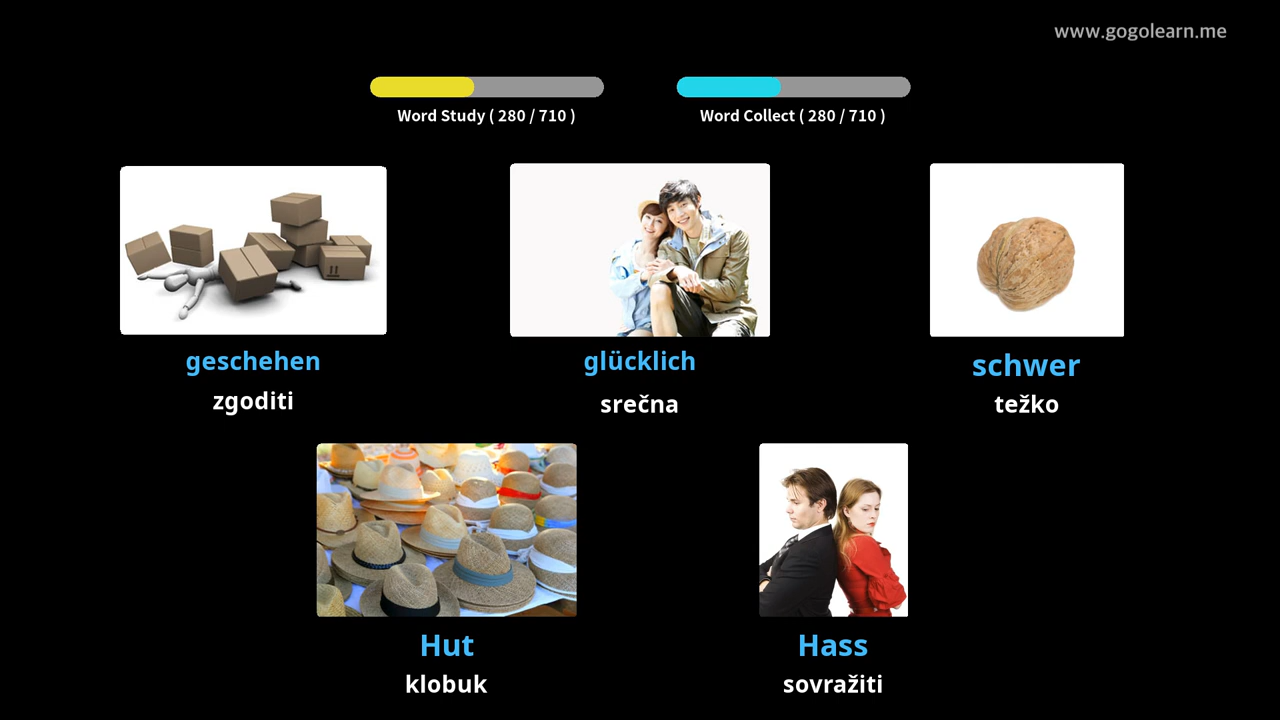 www.gogolearn.me
Word Study ( 280 / 710 )
Word Collect ( 280 / 710 )
geschehen
zgoditi
glücklich
srečna
schwer
težko
Hut
klobuk
Hass
sovražiti